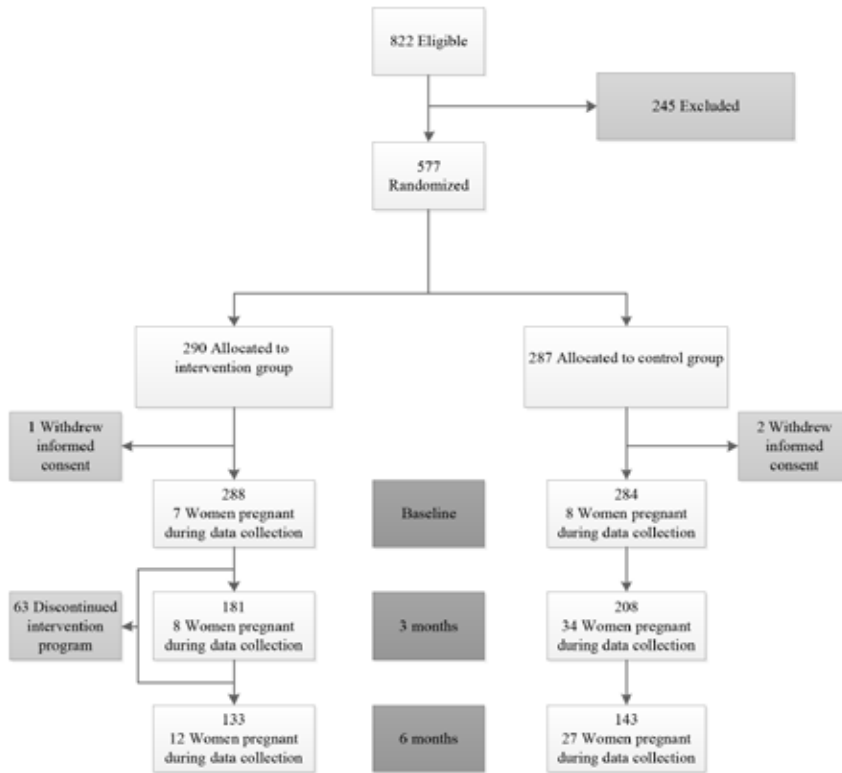 822 Eligible
245 Excluded
577
Randomized
290 Allocated to
intervention group
287 Allocated to control group
1 Withdrew
informed
consent
2 Withdrew
informed
consent
288
7 Women pregnant
during data collection
Baseline
284
8 Women pregnant
during data collection
63 Discontinued
intervention
program
181
8 Women pregnant
during data collection
3 months
208
34 Women pregnant
during data collection
133
12 Women pregnant
during data collection
6 months
143
27 Women pregnant
during data collection